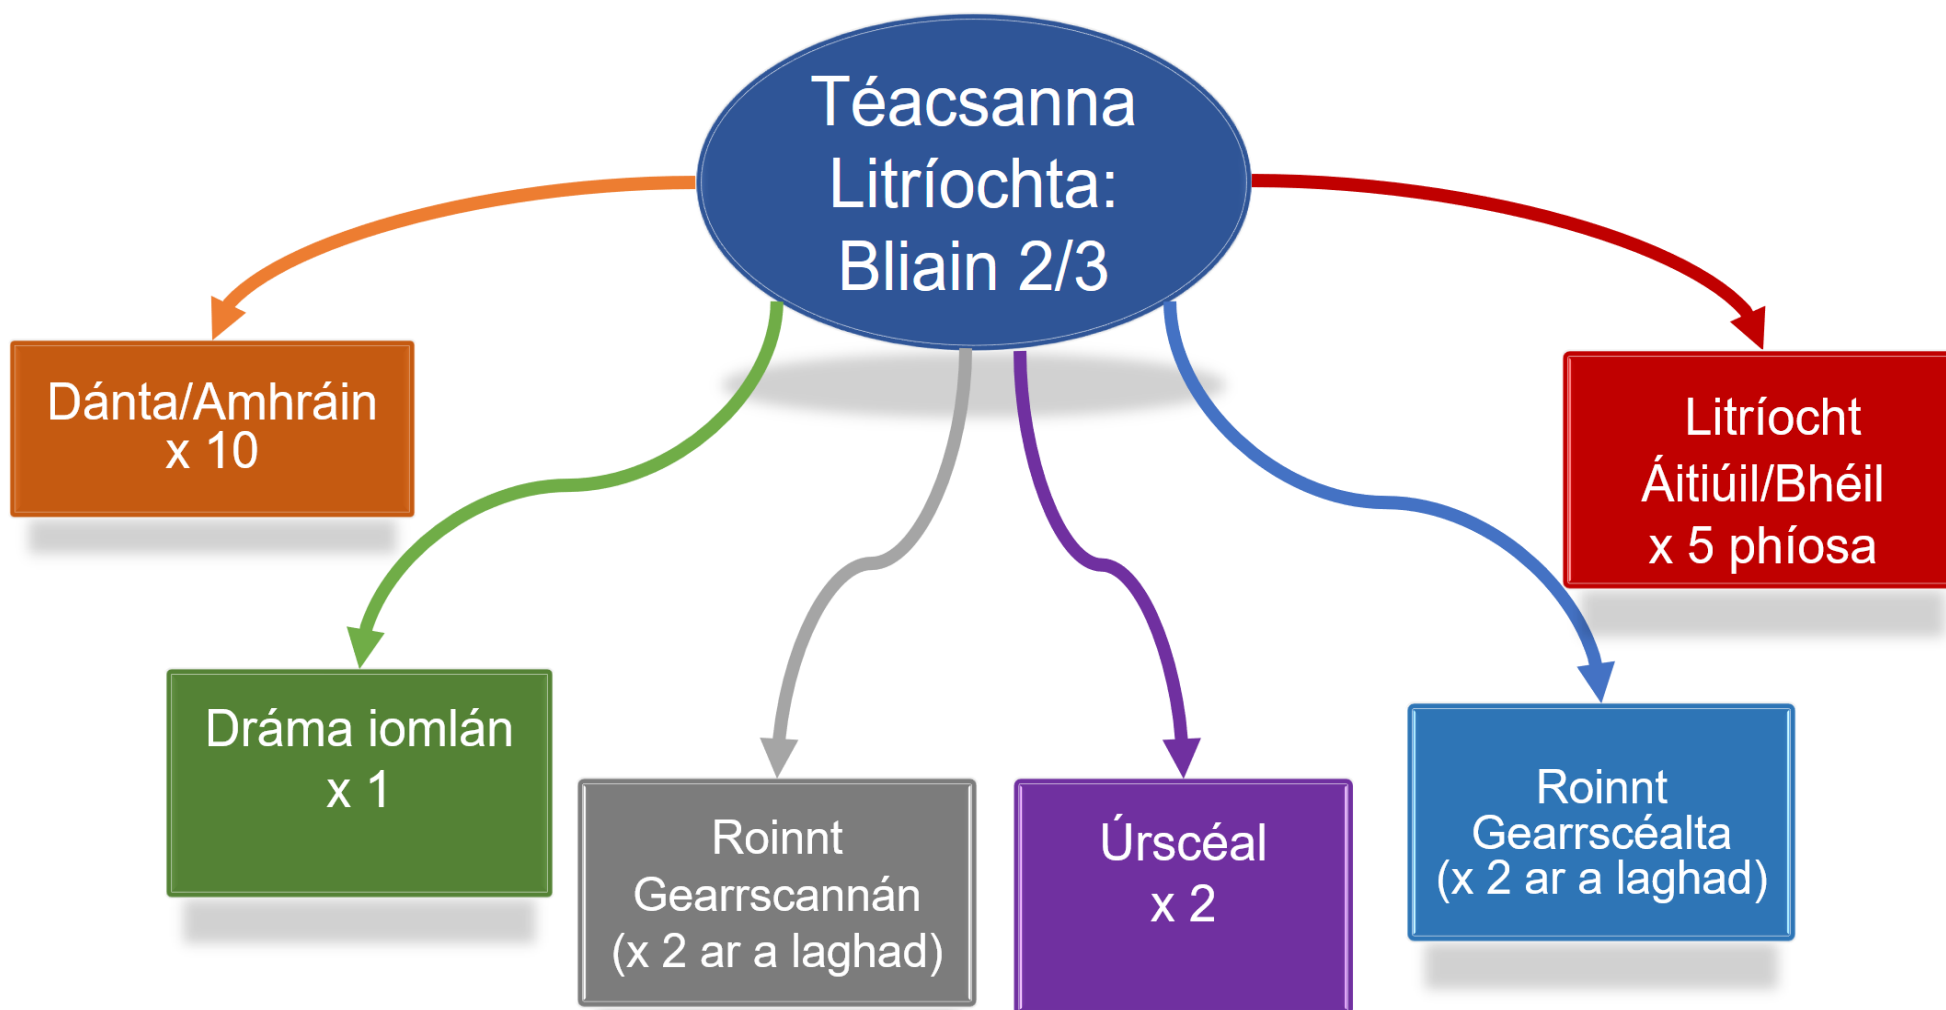 Téacsanna
Litríochta:
Bliain 2/3
Dánta/Amhráin
x 10
Dráma iomlán
x 1
Roinnt
Gearrscannán
(x 2 ar a laghad)
Úrscéal
x 2
Roinnt
Gearrscéalta
(x 2 ar a laghad)
Litríocht
Áitiúil/Bhéil
x 5 phíosa